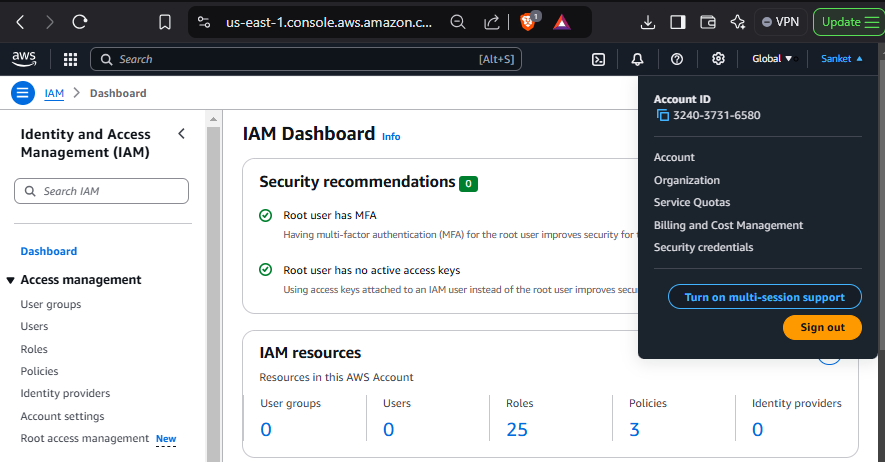 us-east-1.console.aws.amazon.c...
1
VPN
Update
aws
Search
[Alt+S]
Global
Sanket
IAM > Dashboard
Account ID
3240-3731-6580
Account
Organization
Service Quotas
Billing and Cost Management
Security credentials
Turn on multi-session support
Sign out
Identity and Access
Management (IAM)
Search IAM
Dashboard
Access management
User groups
Users
Roles
Policies
Identity providers
Account settings
Root access management New
IAM Dashboard Info
Security recommendations 0
Root user has MFA
Having multi-factor authentication (MFA) for the root user improves security for
Root user has no active access keys
Using access keys attached to an IAM user instead of the root user improves
IAM resources
Resources in this AWS Account
User groups
0
Users
0
Roles
25
Policies
3
Identity providers
0